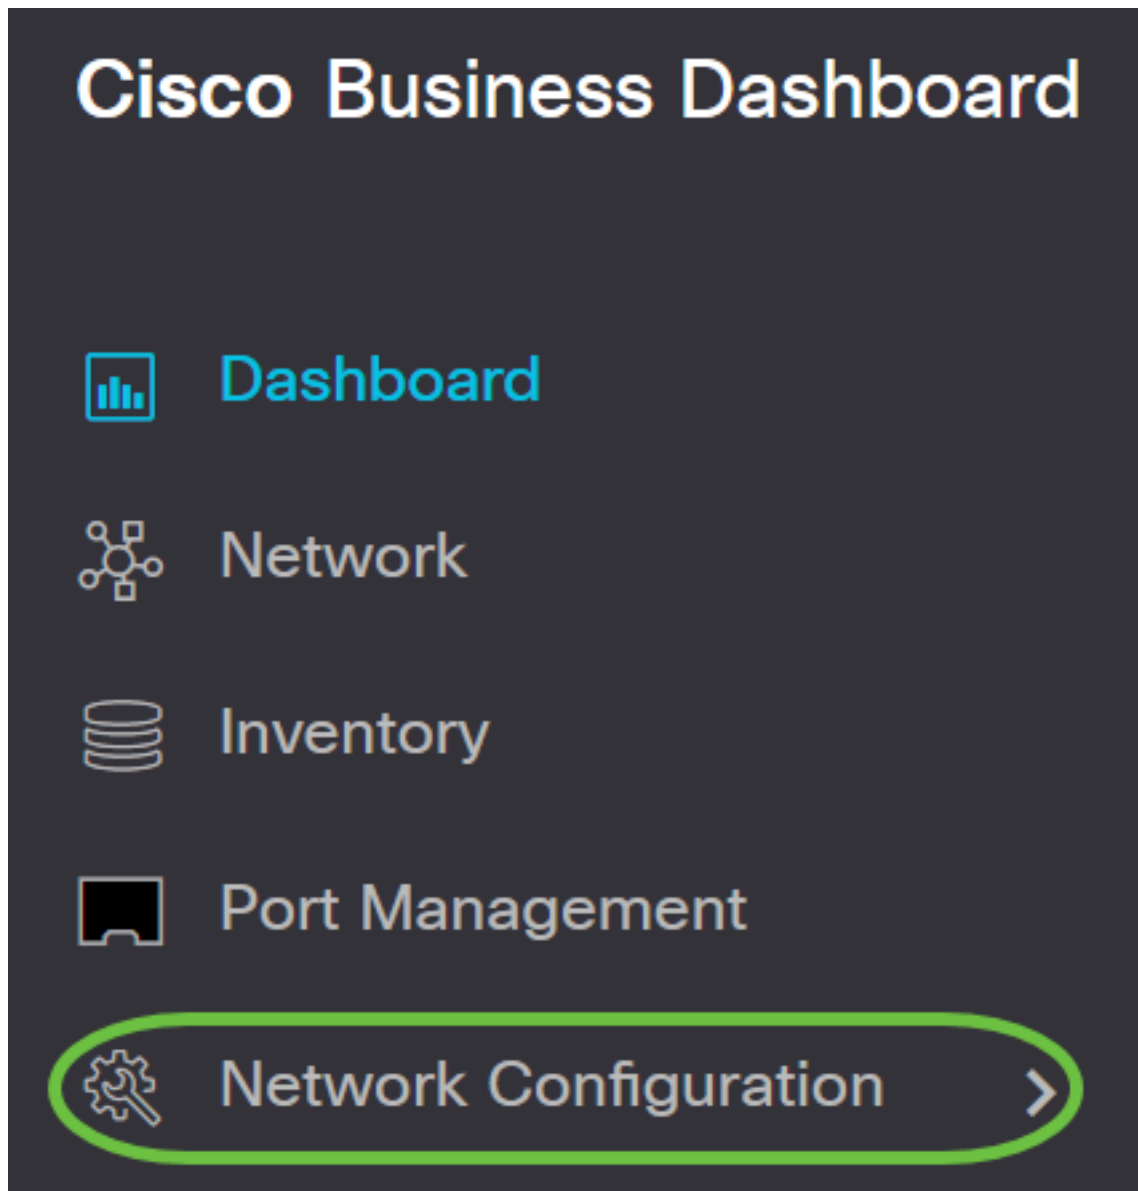 Cisco Business Dashboard
Dashboard
Network
Inventory
Port Management
Network Configuration